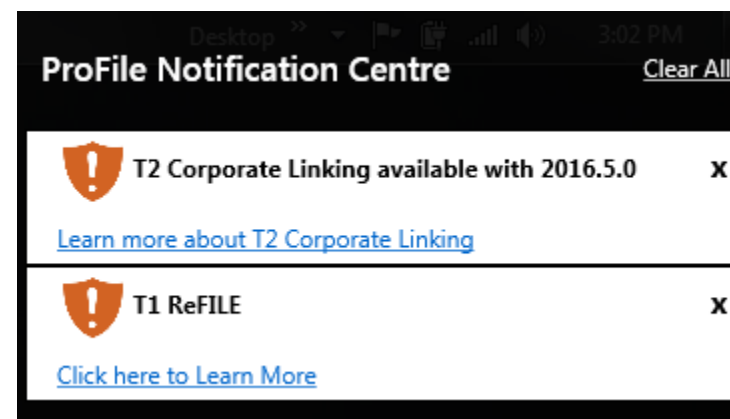 Desktop » 3:02 PM
ProFile Notification Centre Clear All
T2 Corporate Linking available with 2016.5.0 x
Learn more about T2 Corporate Linking
T1 ReFILE x
Click here to Learn More